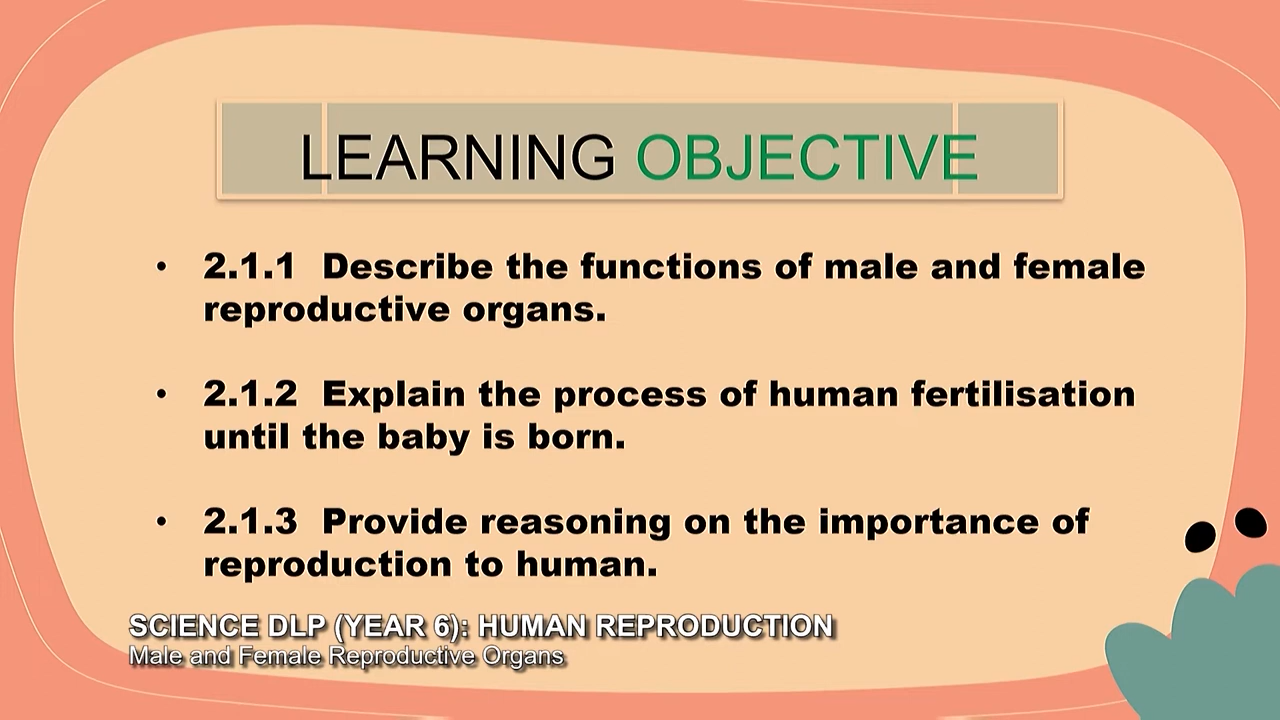 LEARNING OBJECTIVE
• 2.1.1 Describe the functions of male and female
reproductive organs.
• 2.1.2 Explain the process of human fertilisation
until the baby is born.
• 2.1.3 Provide reasoning on the importance of
reproduction to human.
SCIENCE DLP (YEAR 6): HUMAN REPRODUCTION
Male and Female Reproductive Organs